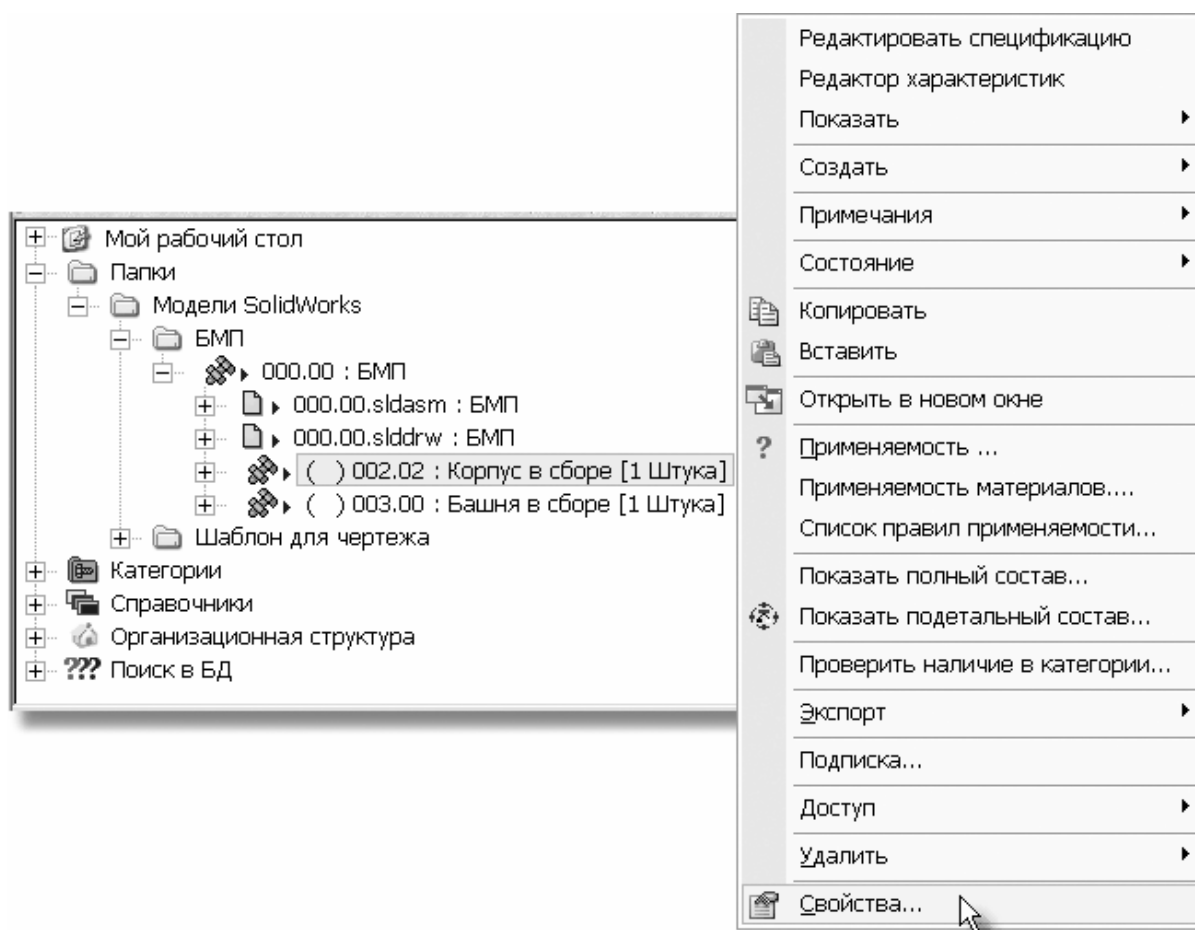 Мой рабочий стол
Папки
Модели SolidWorks
БМП
000.00 : БМП
000.00.sldasm : БМП
000.00.slddrw : БМП
( ) 002.02 : Корпус в сборе [1 Штука]
( ) 003.00 : Башня в сборе [1 Штука]
Шаблон для чертежа
Категории
Справочники
Организационная структура
??? Поиск в БД
Редактировать спецификацию
Редактор характеристик
Показать
Создать
Примечания
Состояние
Копировать
Вставить
Открыть в новом окне
? Применяемость ...
Применяемость материалов....
Список правил применяемости...
Показать полный состав...
Показать подетальный состав...
Проверить наличие в категории...
Экспорт
Подписка...
Доступ
Удалить
Свойства...